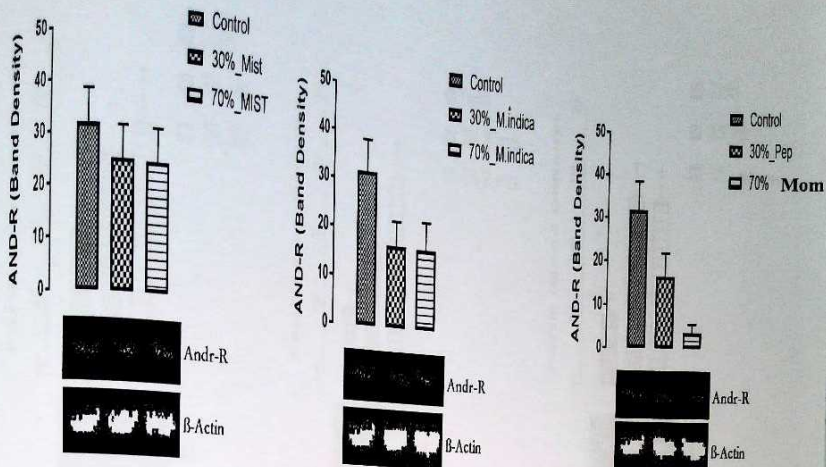 AND-R (Band Density)
50
40
30
20
10
0
Control
30%_Mist
70%_MIST
Andr-R
ß-Actin
AND-R (Band Density)
50
40
30
20
10
0
Control
30%_M.indica
70%_M.indica
Andr-R
ß-Actin
AND-R (Band Density)
50
40
30
20
10
0
Control
30%_Pep
70% Mom
Andr-R
ß-Actin